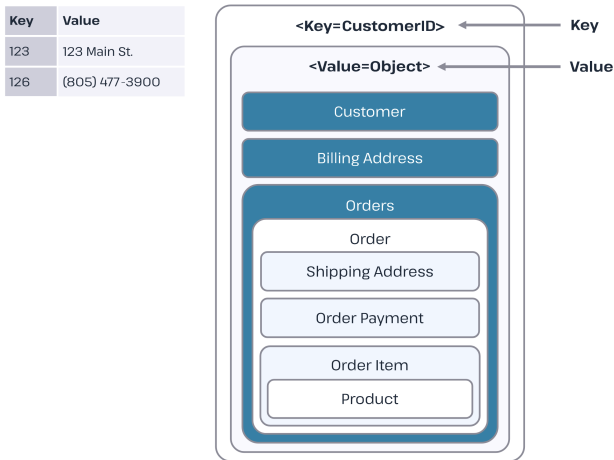 Key Value
123 123 Main St.
126 (805) 477-3900
<Key=CustomerID> Key
<Value=Object> Value
Customer
Billing Address
Orders
Order
Shipping Address
Order Payment
Order Item
Product